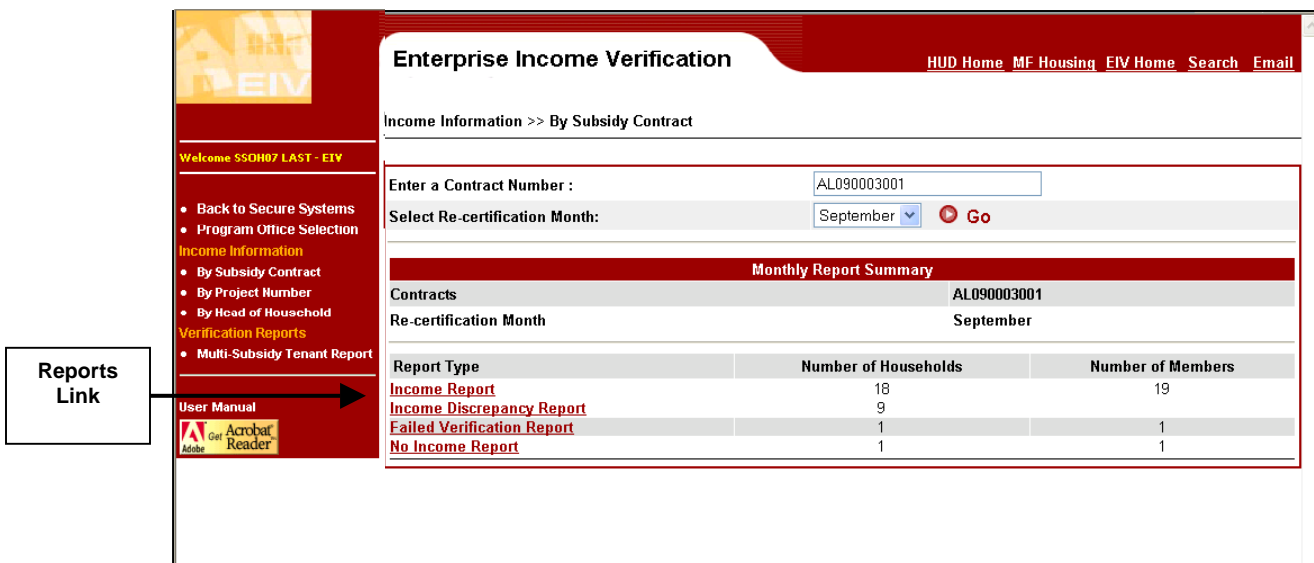 EIV
Enterprise Income Verification
HUD Home MF Housing EIV Home Search Email
Income Information >> By Subsidy Contract
Welcome SSOH07 LAST - EIV
Back to Secure Systems
Program Office Selection
Income Information
By Subsidy Contract
By Project Number
By Head of Household
Verification Reports
Multi-Subsidy Tenant Report
User Manual
Adobe Get Acrobat Reader
Enter a Contract Number : AL090003001
Select Re-certification Month: September Go
Monthly Report Summary
Contracts AL090003001
Re-certification Month September
Report Type Number of Households Number of Members
Income Report 18 19
Income Discrepancy Report 9
Failed Verification Report 1 1
No Income Report 1 1
Reports
Link